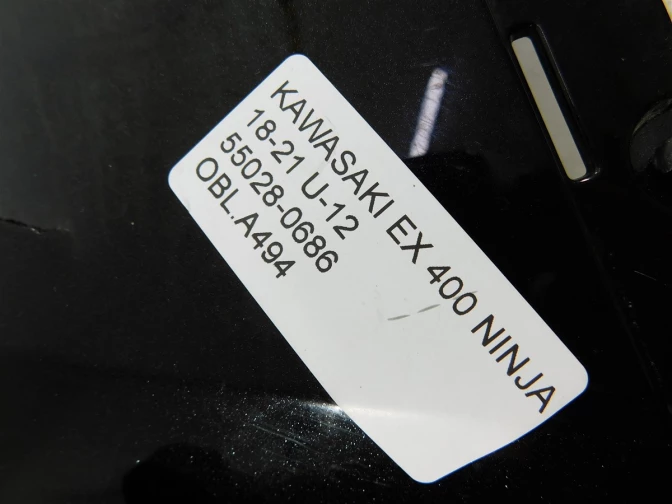 KAWASAKI EX 400 NINJA
18-21 U-12
55028-0686
OBL.A494